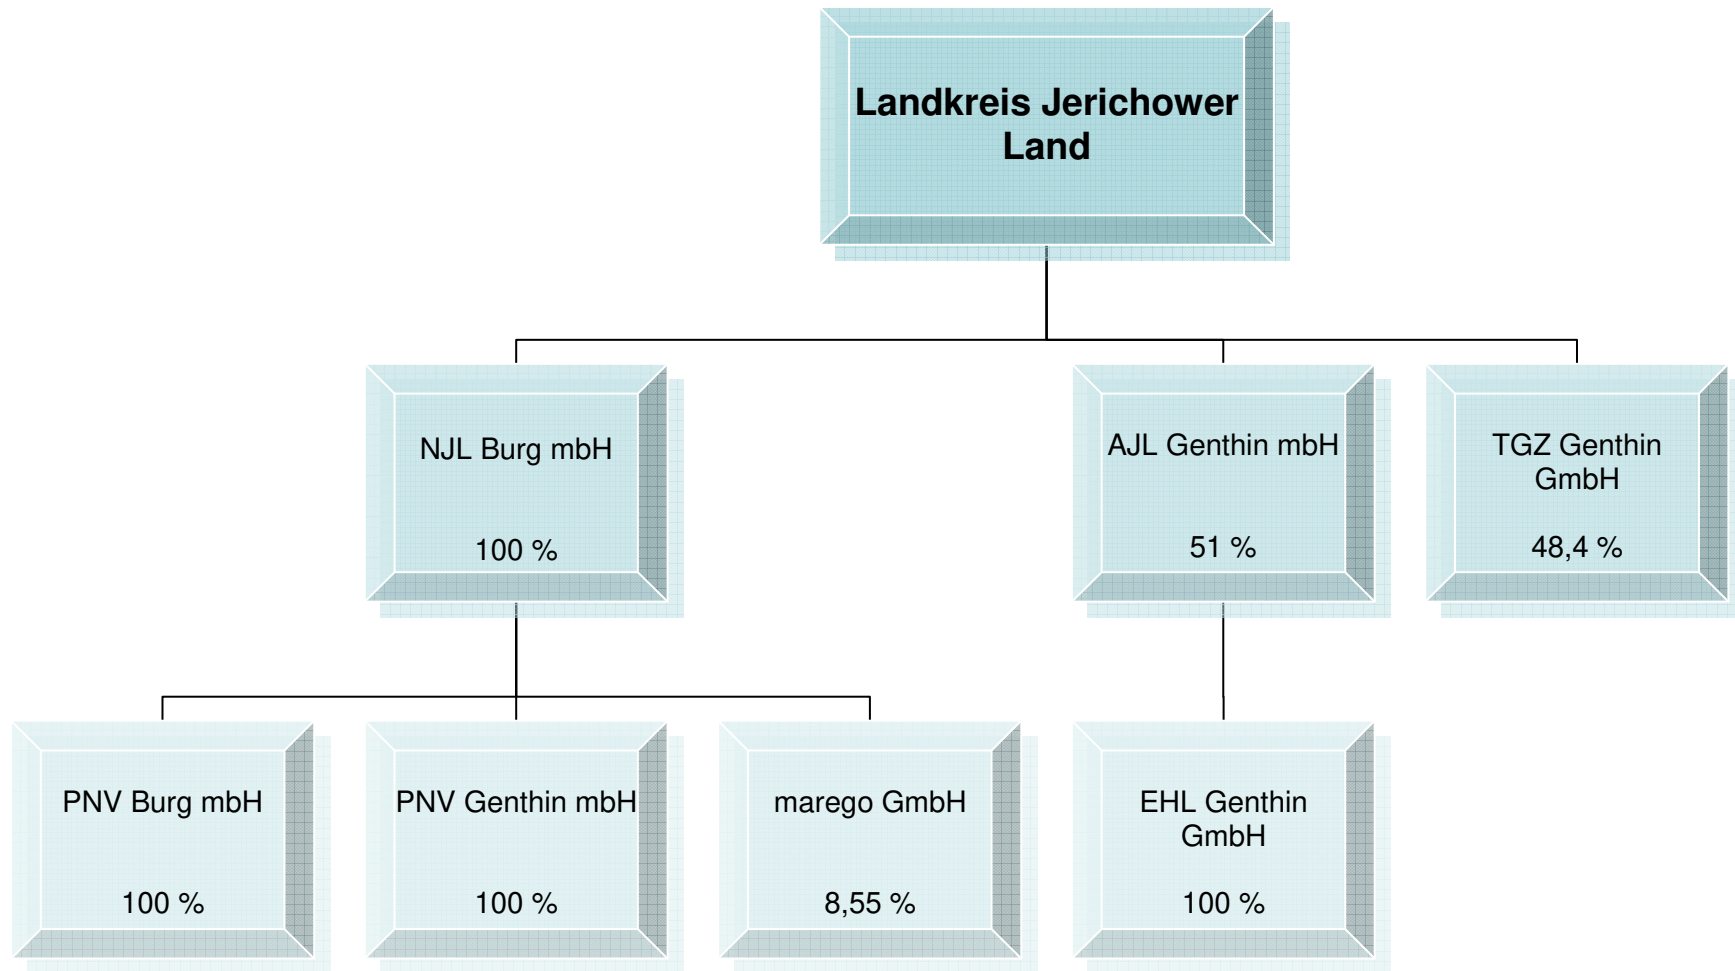 Landkreis Jerichower
Land
NJL Burg mbH
100 %
AJL Genthin mbH
51 %
TGZ Genthin
GmbH
48,4 %
PNV Burg mbH
100 %
PNV Genthin mbH
100 %
marego GmbH
8,55 %
EHL Genthin
GmbH
100 %